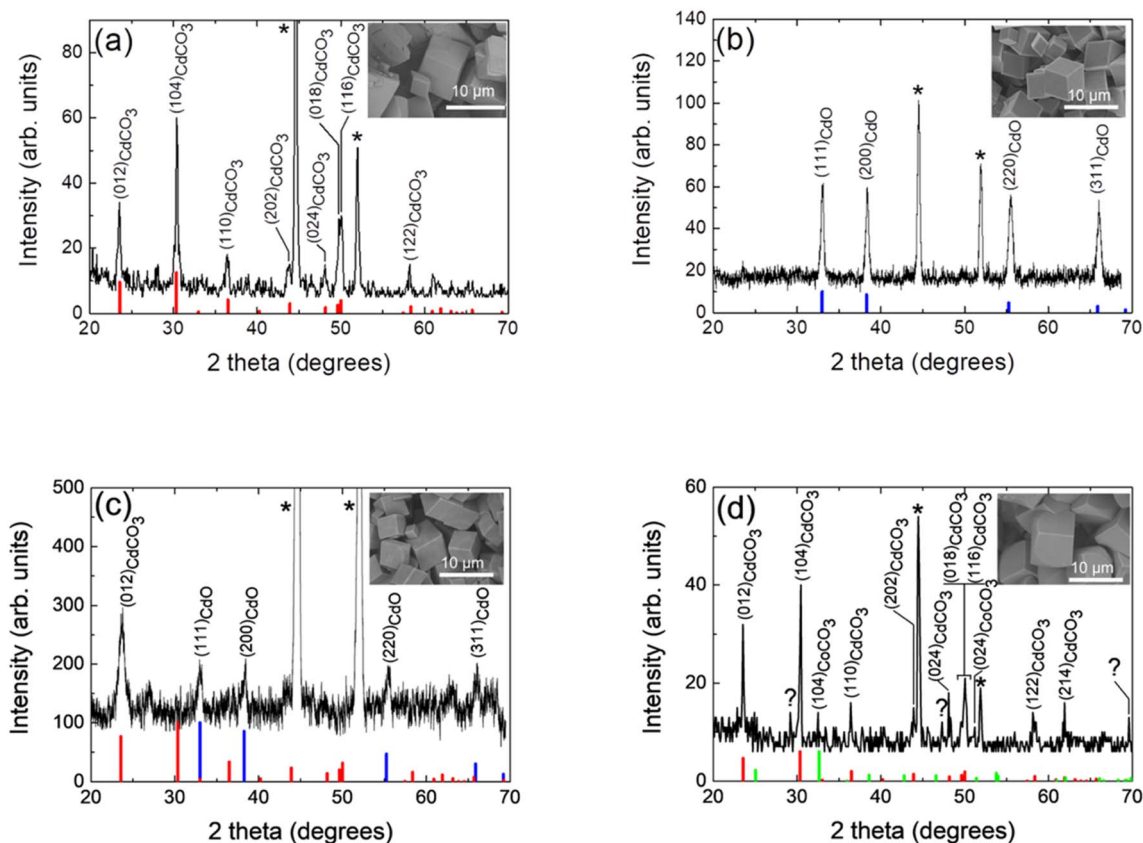 (a)
Intensity (arb. units)
80
60
40
20
0
(012)CdCO3
(104)CdCO3
(110)CdCO3
(202)CdCO3
*
(024)CdCO3
(018)CdCO3
(116)CdCO3
*
(122)CdCO3
10 µm
20 30 40 50 60 70
2 theta (degrees)
(b)
Intensity (arb. units)
140
120
100
80
60
40
20
0
(111)CdO
(200)CdO
*
*
(220)CdO
(311)CdO
10 µm
20 30 40 50 60 70
2 theta (degrees)
(c)
Intensity (arb. units)
500
400
300
200
100
0
(012)CdCO3
(111)CdO
(200)CdO
*
*
(220)CdO
(311)CdO
10 µm
20 30 40 50 60 70
2 theta (degrees)
(d)
Intensity (arb. units)
60
40
20
0
(012)CdCO3
?
(104)CdCO3
(104)CoCO3
(110)CdCO3
(202)CdCO3
*
?
(024)CdCO3
(018)CdCO3
(116)CdCO3
(024)CoCO3
*
(122)CdCO3
(214)CdCO3
?
10 µm
20 30 40 50 60 70
2 theta (degrees)